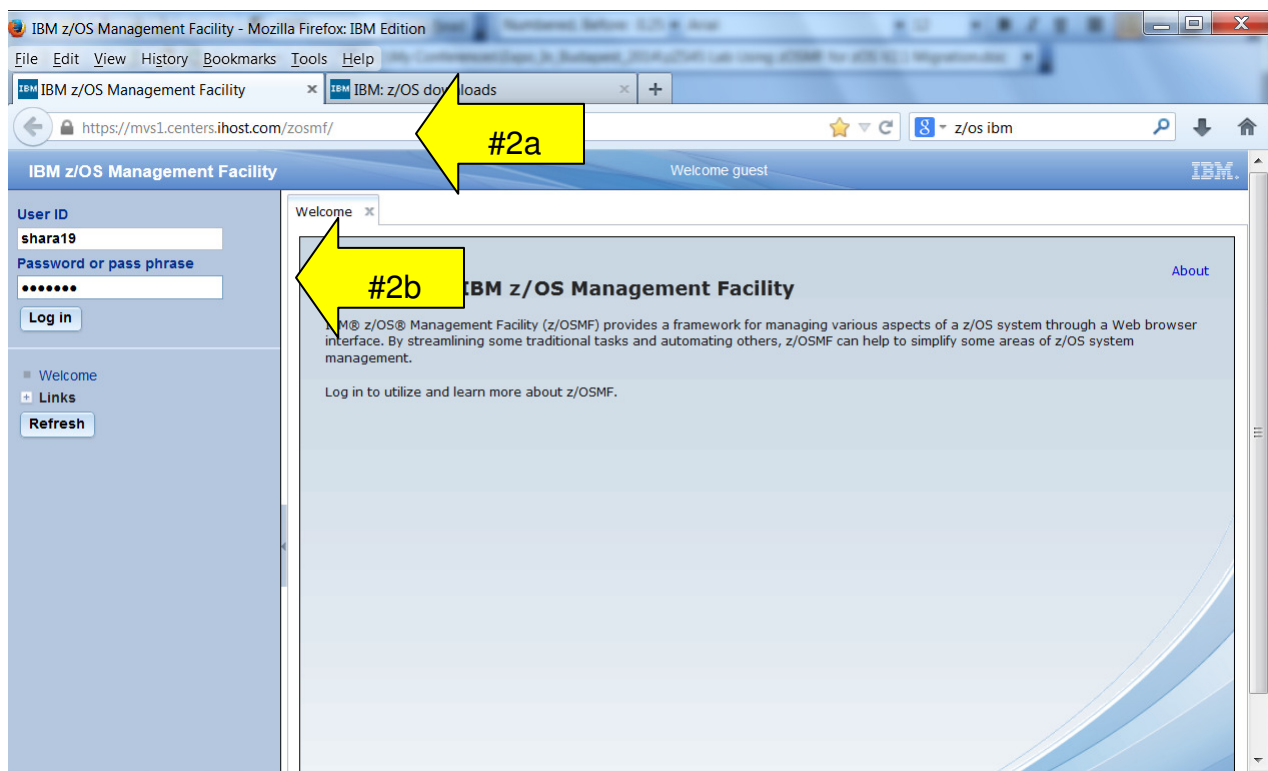 IBM z/OS Management Facility - Mozilla Firefox: IBM Edition
File Edit View History Bookmarks Tools Help
IBM IBM z/OS Management Facility × IBM IBM: z/OS downloads × +
https://mvs1.centers.ihost.com/zosmf/
8 z/os ibm
#2a
IBM z/OS Management Facility
Welcome guest
IBM.
User ID
shara19
Password or pass phrase
•••••••
Log in
Welcome
Links
Refresh
Welcome ×
#2b
About
IBM z/OS Management Facility
IBM® z/OS® Management Facility (z/OSMF) provides a framework for managing various aspects of a z/OS system through a Web browser
interface. By streamlining some traditional tasks and automating others, z/OSMF can help to simplify some areas of z/OS system
management.
Log in to utilize and learn more about z/OSMF.